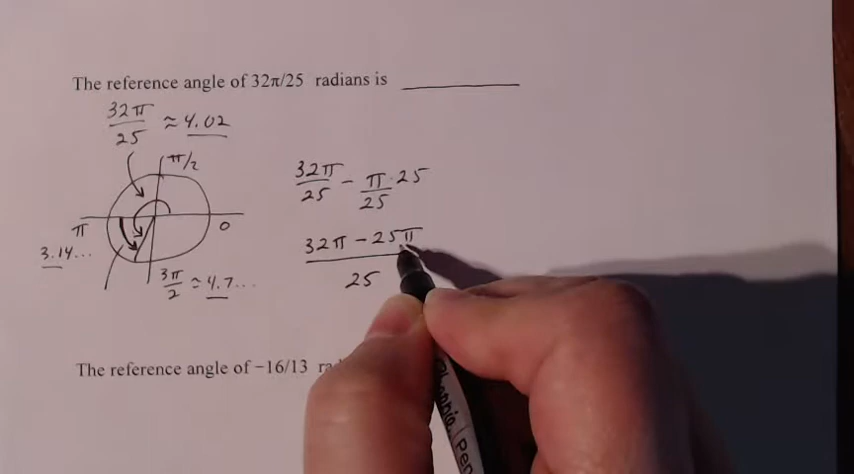 The reference angle of 32π/25 radians is
32π/25 ≈ 4.02
π/2
π
0
3.14...
3π/2 ≈ 4.7...
32π/25 − π/25 · 25
32π − 25π
25
The reference angle of −16/13
Pen